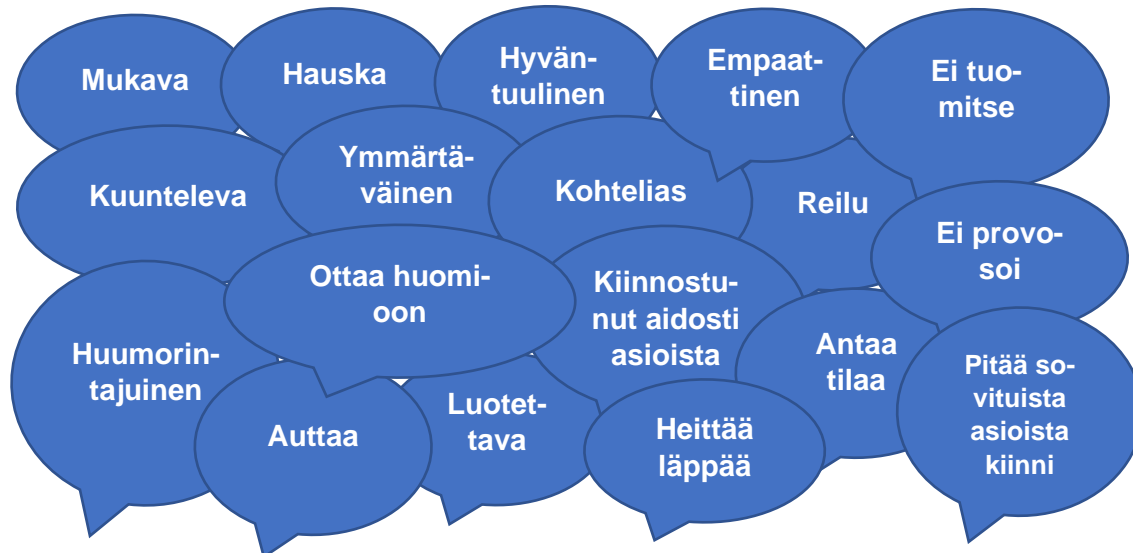 Mukava
Hauska
Hyvän-
tuulinen
Empaat-
tinen
Ei tuo-
mitse
Kuunteleva
Ymmärtä-
väinen
Kohtelias
Reilu
Ei provo-
soi
Ottaa huomi-
oon
Kiinnostu-
nut aidosti
asioista
Huumorin-
tajuinen
Antaa
tilaa
Pitää so-
vituista
asioista
kiinni
Auttaa
Luotet-
tava
Heittää
läppää